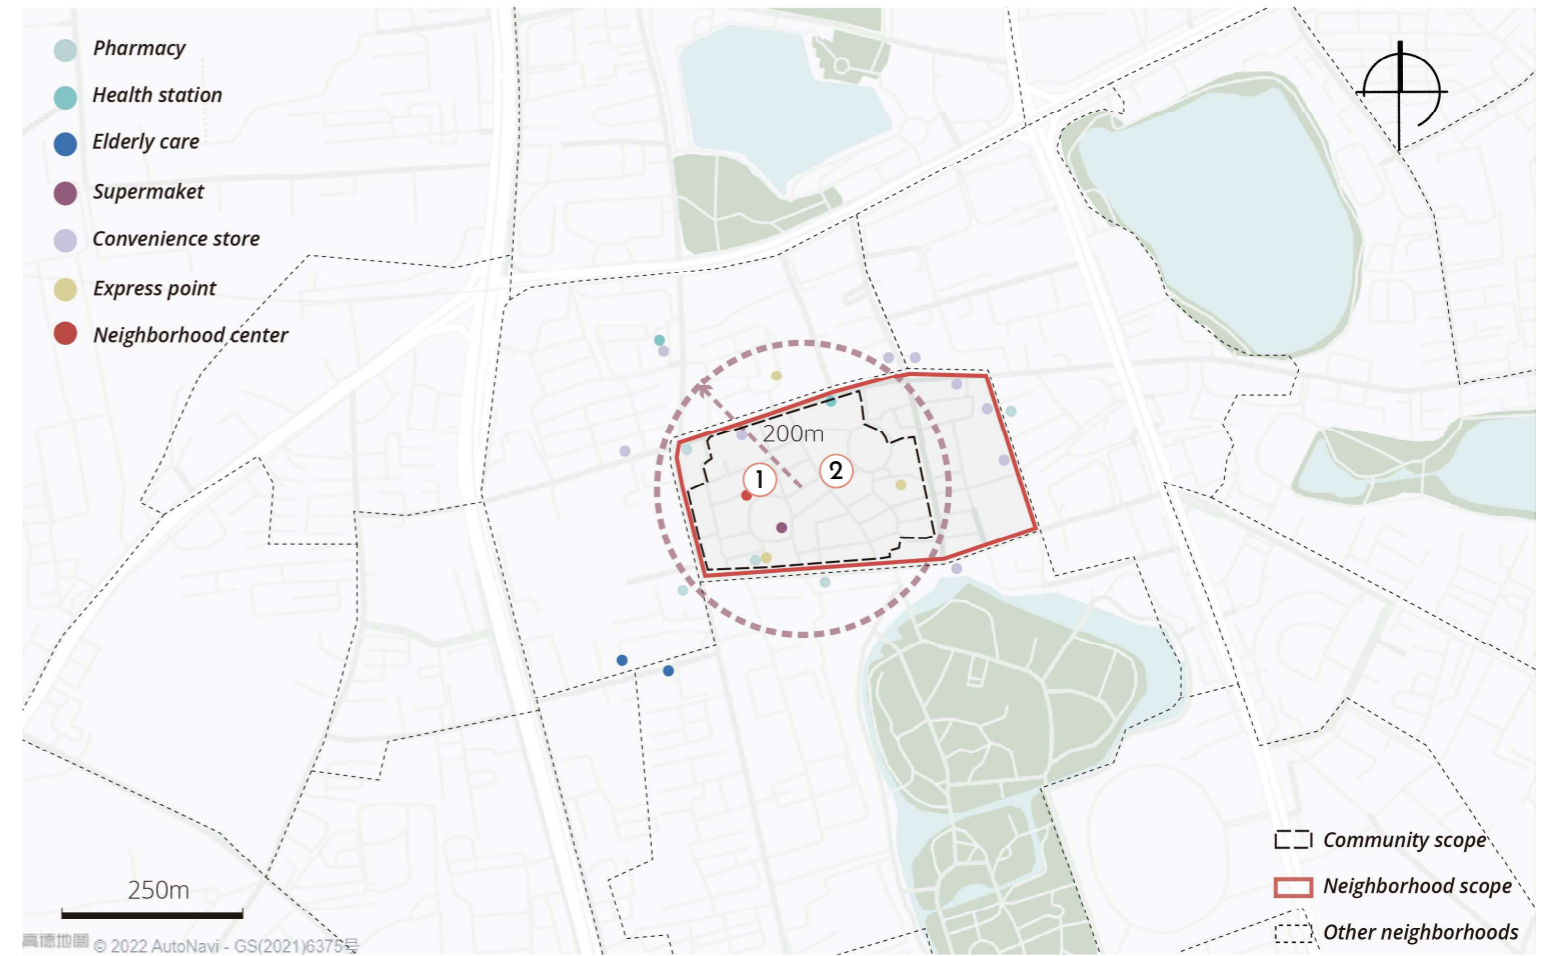 Pharmacy
Health station
Elderly care
Supermaket
Convenience store
Express point
Neighborhood center
200m
1
2
250m
高德地圖 © 2022 AutoNavi - GS(2021)6375号
Community scope
Neighborhood scope
Other neighborhoods